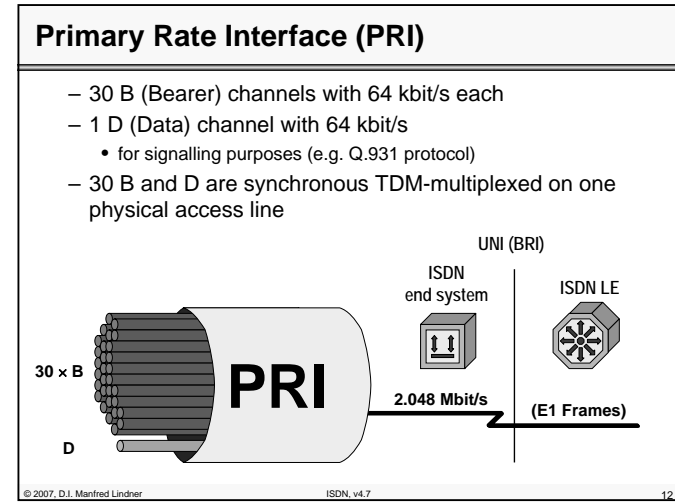 Primary Rate Interface (PRI)
– 30 B (Bearer) channels with 64 kbit/s each
– 1 D (Data) channel with 64 kbit/s
• for signalling purposes (e.g. Q.931 protocol)
– 30 B and D are synchronous TDM-multiplexed on one
physical access line
UNI (BRI)
ISDN
end system
ISDN LE
30 × B
PRI
2.048 Mbit/s
(E1 Frames)
D
© 2007, D.I. Manfred Lindner
ISDN, v4.7
12